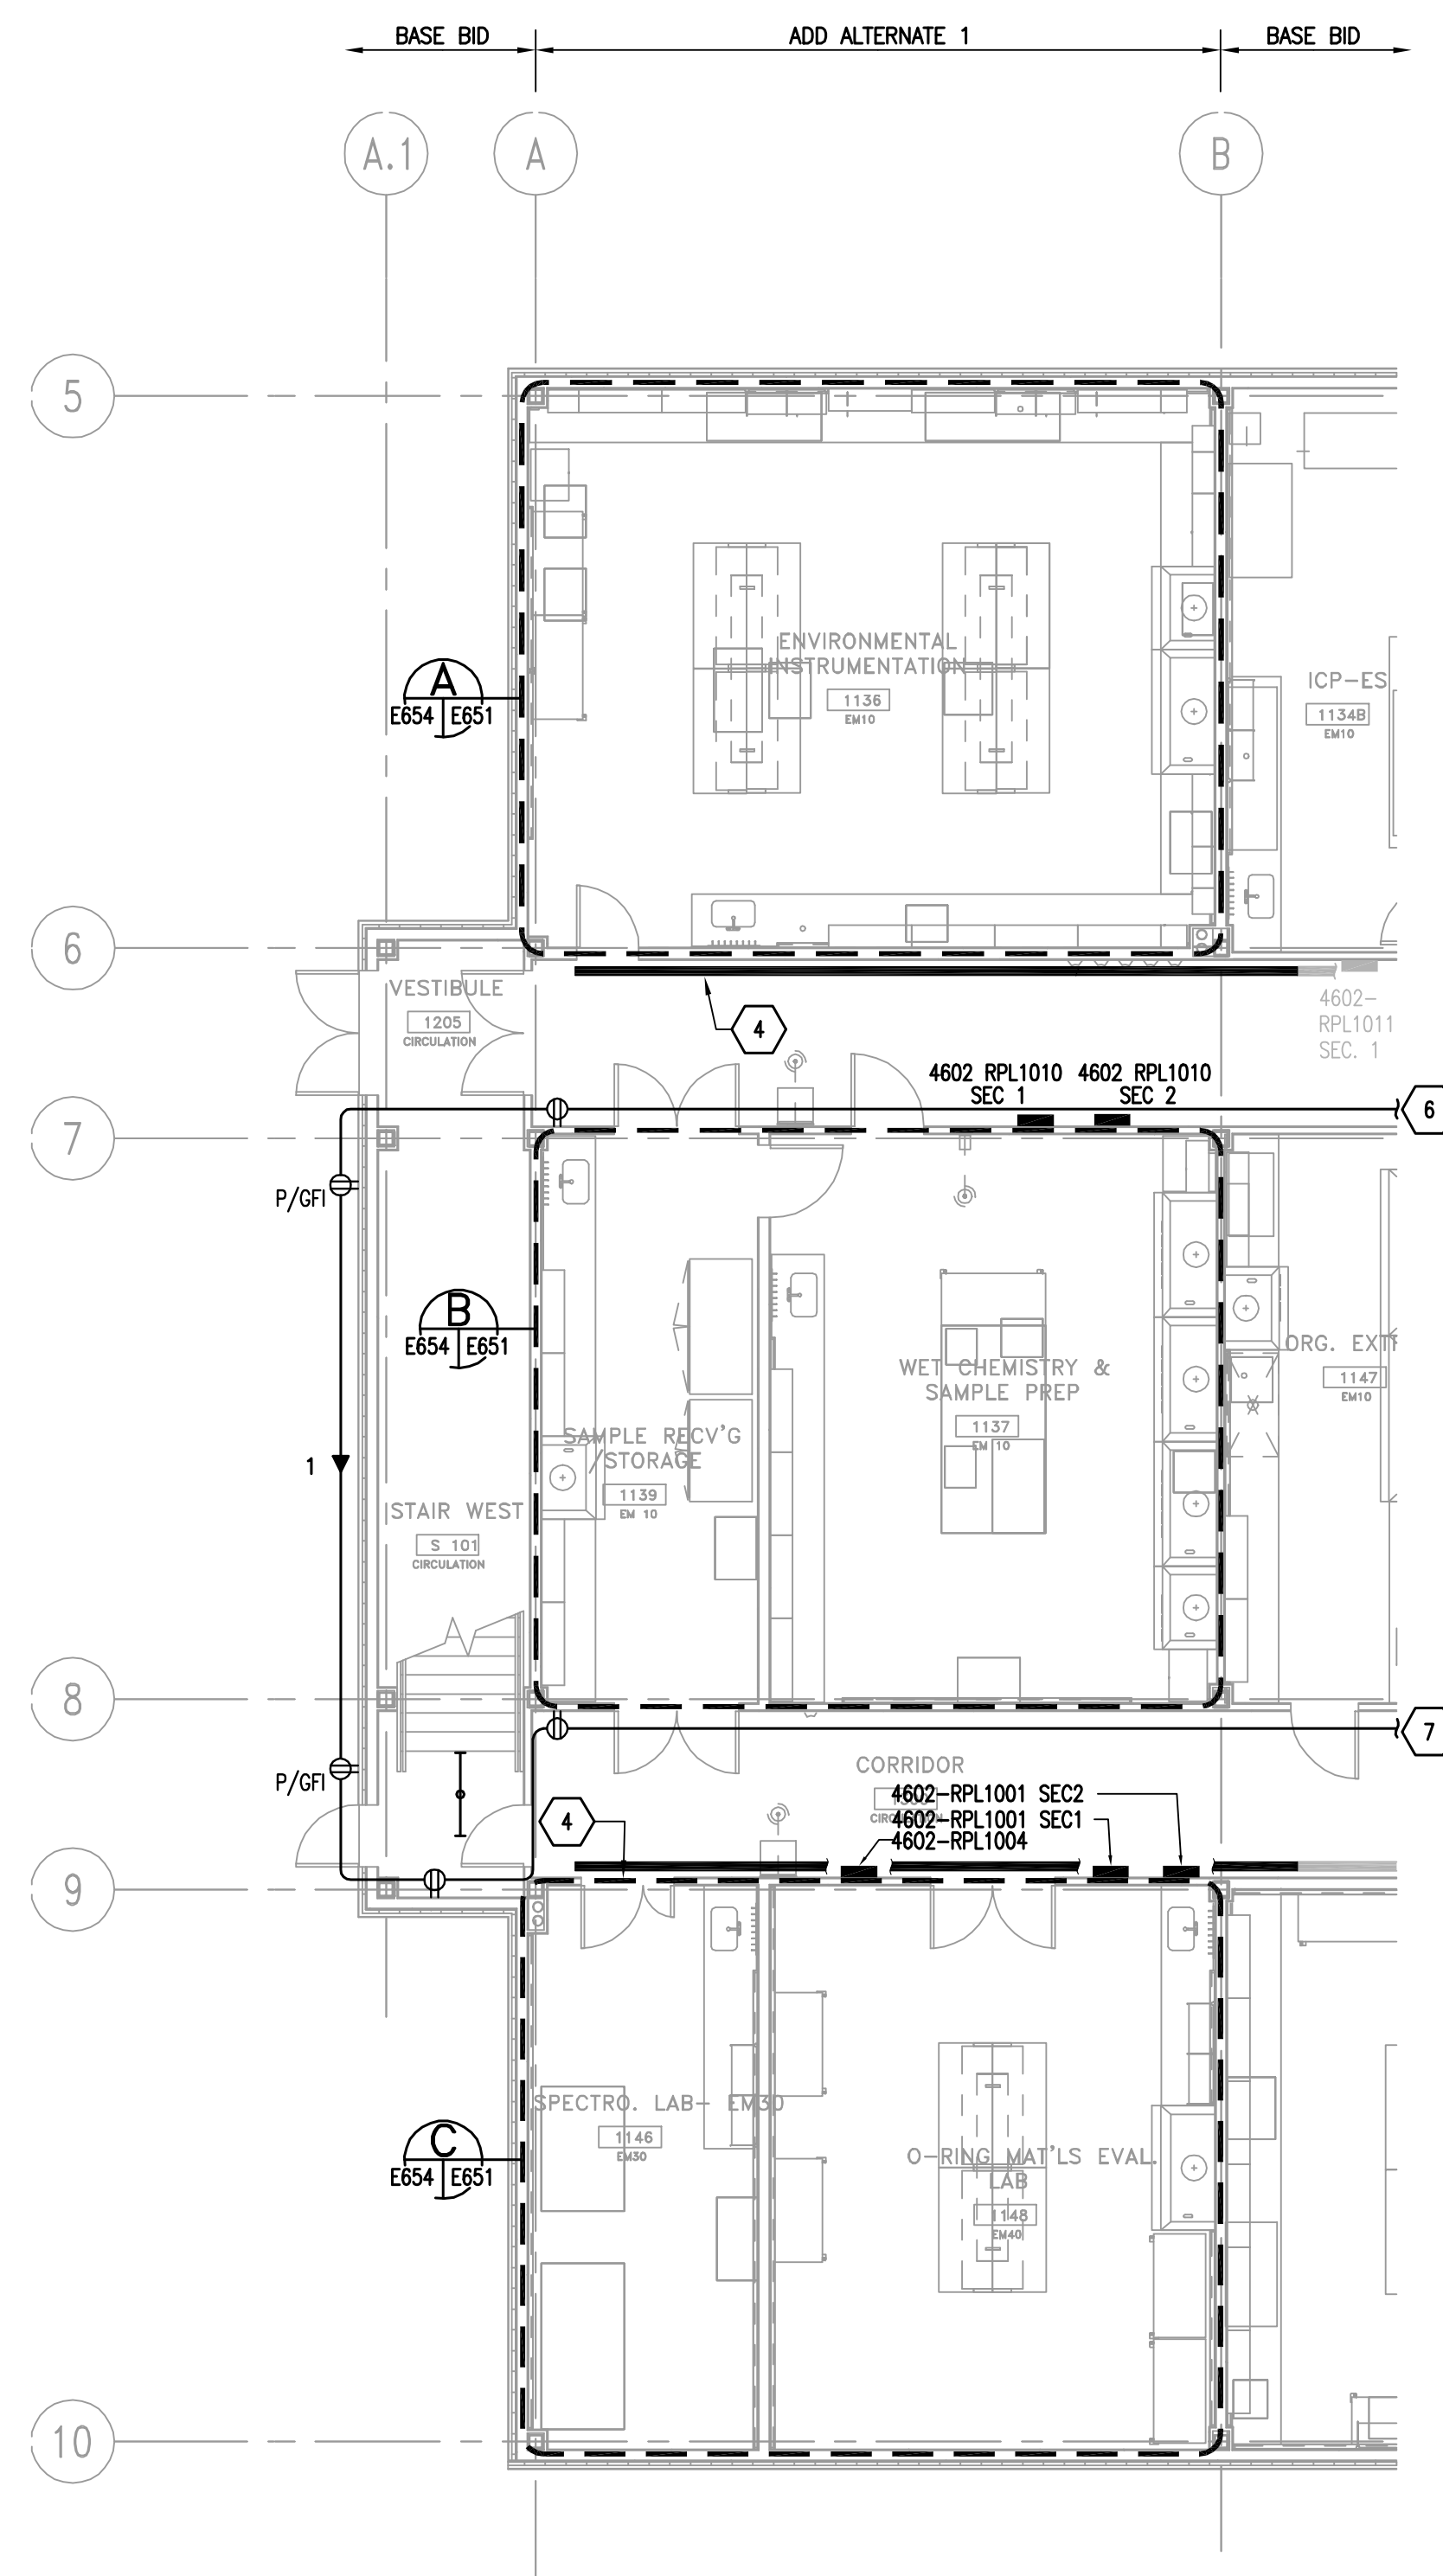 BASE BID
ADD ALTERNATE 1
BASE BID
A.1
A
B
5
ENVIRONMENTAL
INSTRUMENTATION
1136
EM10
ICP-ES
1134B
EM10
A
E654 E651
6
VESTIBULE
1205
CIRCULATION
4
4602-
RPL1011
SEC. 1
4602 RPL1010
SEC 1
4602 RPL1010
SEC 2
6
7
P/GFI
B
E654 E651
WET CHEMISTRY &
SAMPLE PREP
1137
EM 10
ORG. EXT
1147
EM10
SAMPLE RECV'G
/STORAGE
1139
EM 10
1
STAIR WEST
S 101
CIRCULATION
8
7
P/GFI
CORRIDOR
4602-RPL1001 SEC2
4602-RPL1001 SEC1
4602-RPL1004
4
9
SPECTRO. LAB- EM30
1146
EM30
C
E654 E651
O-RING MAT'LS EVAL.
LAB
1148
EM40
10